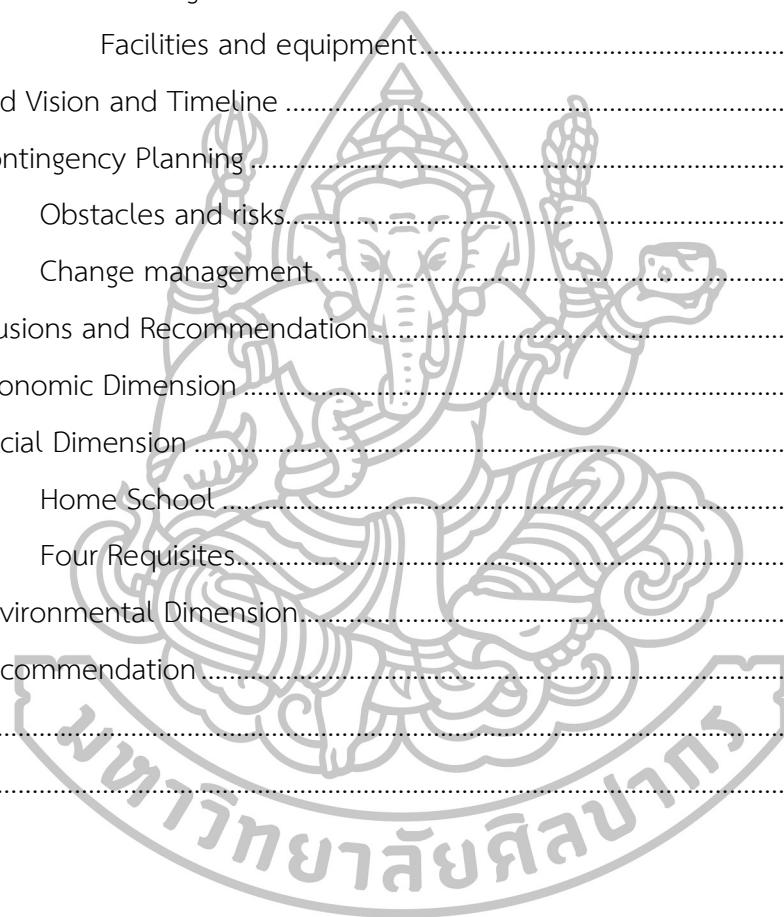 Facilities and equipment..........................................
d Vision and Timeline ..........................................................
ontingency Planning ..............................................................
Obstacles and risks..........................................................
Change management......................................................
usions and Recommendation................................................
onomic Dimension ...............................................................
cial Dimension .....................................................................
Home School ..................................................................
Four Requisites................................................................
vironmental Dimension.........................................................
commendation .....................................................................
..............................................................................................
..............................................................................................
มหาวิทยาลัยศิลปากร